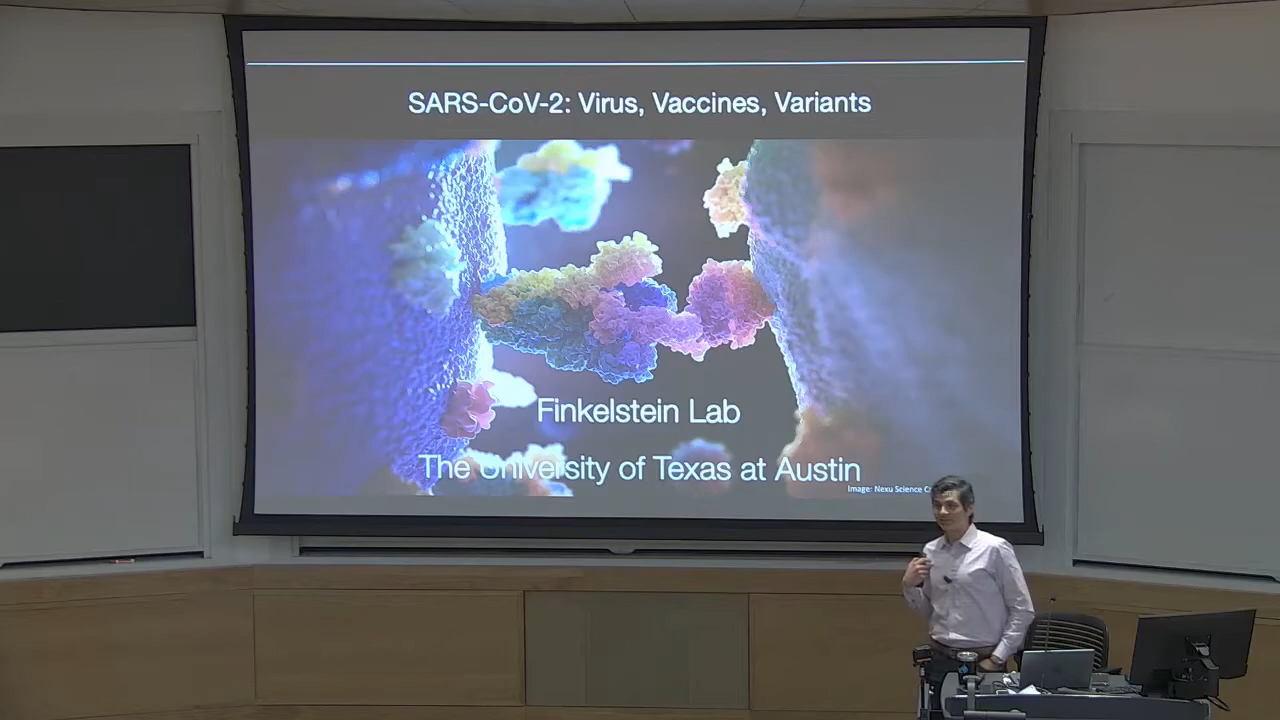 SARS-CoV-2: Virus, Vaccines, Variants
Finkelstein Lab
The University of Texas at Austin
Image: Nexu Science